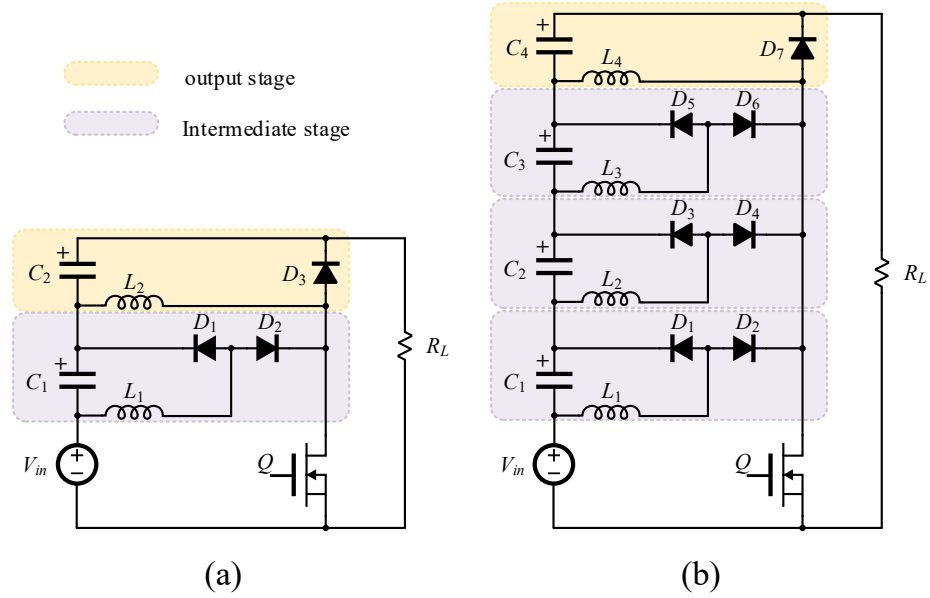 output stage
Intermediate stage
C2
L2
D3
D1
D2
C1
L1
Vin
Q
RL
+
+
+
−
(a)
C4
L4
D7
D5
D6
C3
L3
D3
D4
C2
L2
D1
D2
C1
L1
Vin
Q
RL
+
+
+
+
+
−
(b)